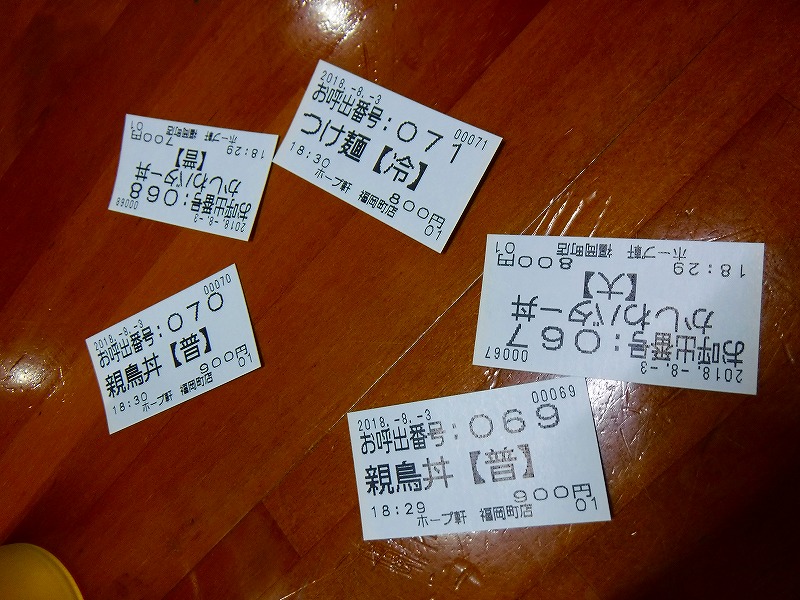 2018.-8.-3
お呼出番号:071
00071
つけ麺【冷】
18:30
800円
ホープ軒 福岡町店
01
00068
2018.-8.-3
お呼出番号:068
かしわバター丼
【普】
18:29
700円
ホープ軒 福岡町店
01
00070
2018.-8.-3
お呼出番号:070
親鳥丼【普】
18:30
900円
ホープ軒 福岡町店
01
00067
2018.-8.-3
お呼出番号:067
かしわバター丼
【大】
18:29
800円
ホープ軒 福岡町店
01
00069
2018.-8.-3
お呼出番号:069
親鳥丼【普】
18:29
900円
ホープ軒 福岡町店
01